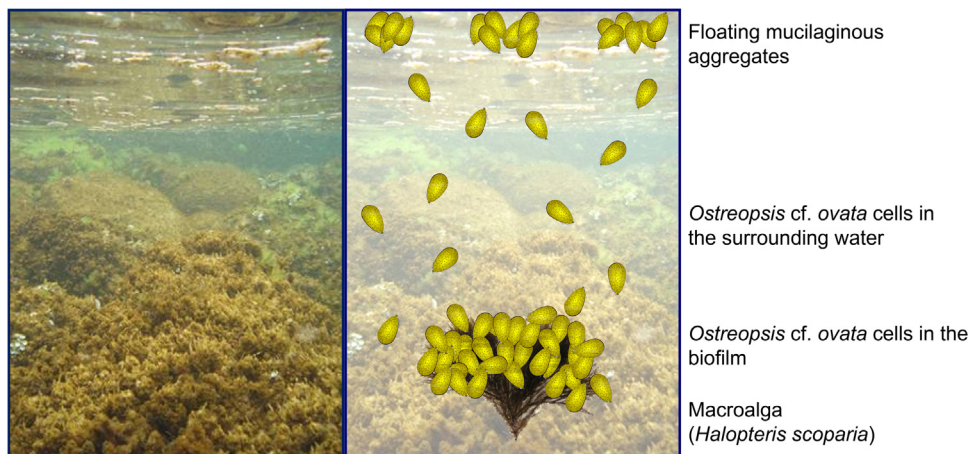 Floating mucilaginous
aggregates
Ostreopsis cf. ovata cells in
the surrounding water
Ostreopsis cf. ovata cells in the
biofilm
Macroalga
(Halopteris scoparia)